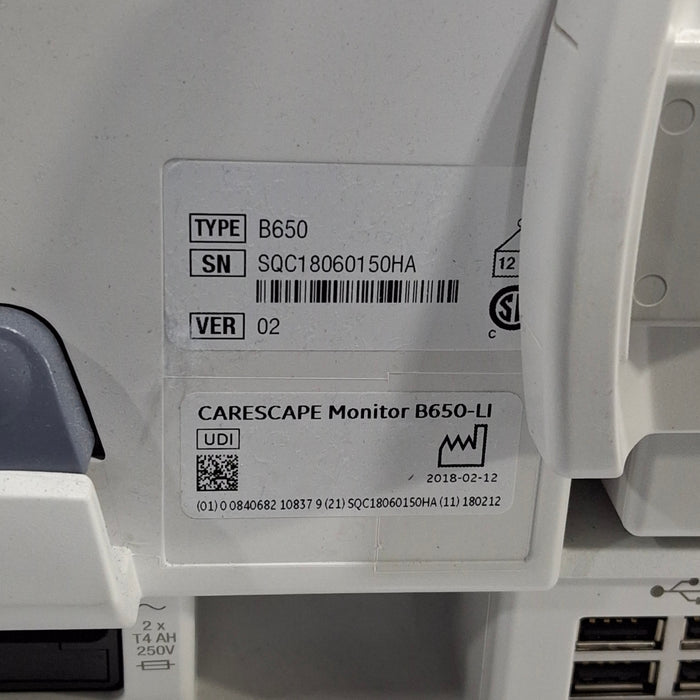 TYPE B650
SN SQC18060150HA
12
VER 02
C
CARESCAPE Monitor B650-LI
UDI
2018-02-12
(01) 0 0840682 10837 9 (21) SQC18060150HA (11) 180212
2 x
T4 AH
250V